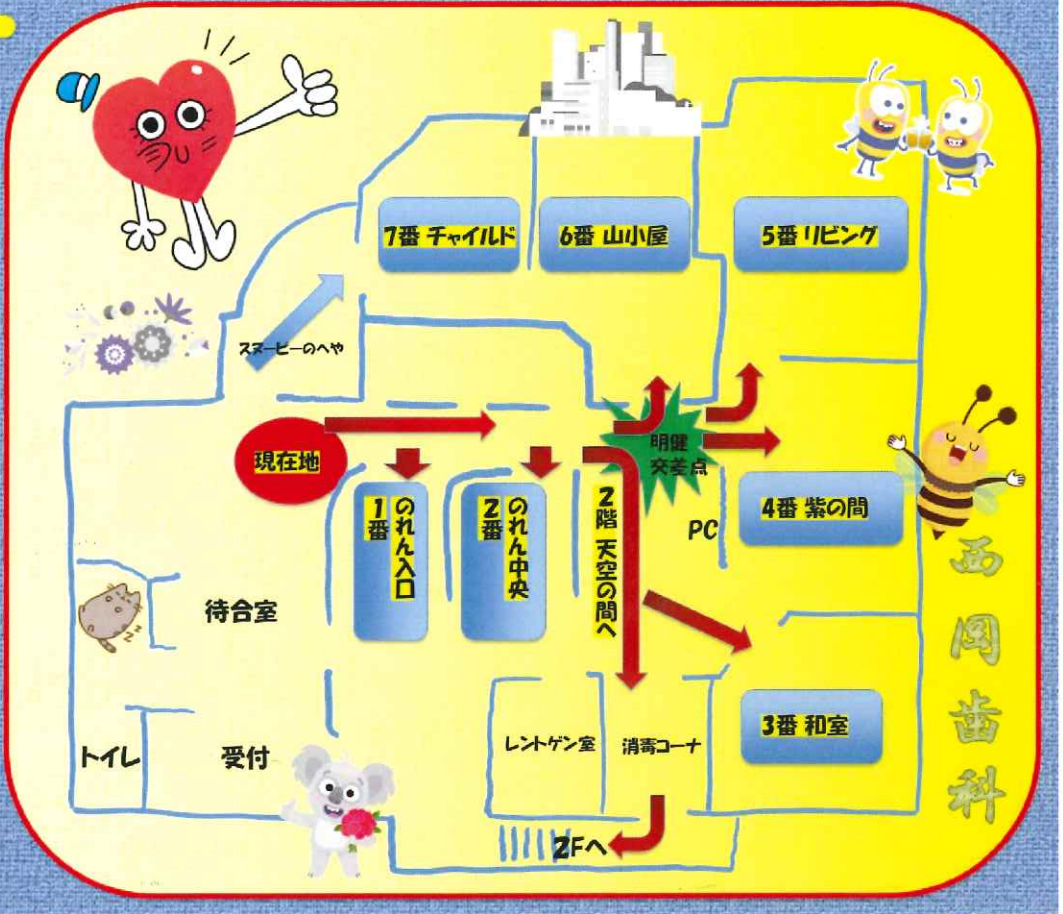 7番 チャイルド
6番 山小屋
5番 リビング
スヌーピーのへや
現在地
明健
交差点
1番
のれん入口
2番
のれん中央
2階 天空の間へ
PC
4番 紫の間
待合室
3番 和室
トイレ
受付
レントゲン室
消毒コーナ
2Fへ
西岡歯科